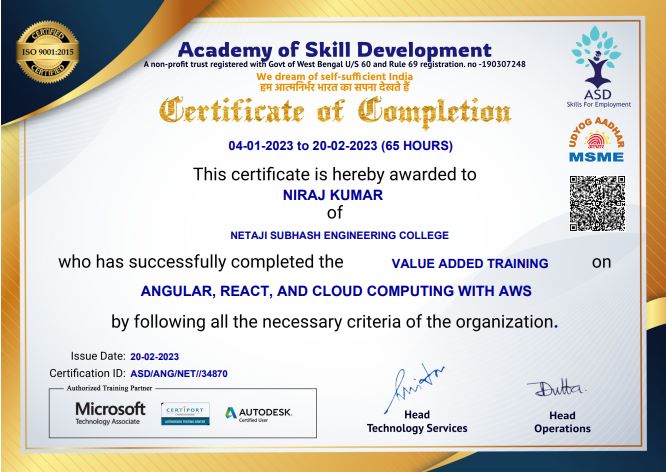 CERTIFIED
ISO 9001:2015
CERTIFIED
Academy of Skill Development
A non-profit trust registered with Govt of West Bengal U/S 60 and Rule 69 registration. no -190307248
We dream of self-sufficient India
हम आत्मनिर्भर भारत का सपना देखते हैं
ASD
Skills For Employment
Certificate of Completion
04-01-2023 to 20-02-2023 (65 HOURS)
UDYOG AADHAR
MSME
This certificate is hereby awarded to
NIRAJ KUMAR
of
NETAJI SUBHASH ENGINEERING COLLEGE
who has successfully completed the VALUE ADDED TRAINING on
ANGULAR, REACT, AND CLOUD COMPUTING WITH AWS
by following all the necessary criteria of the organization.
Issue Date: 20-02-2023
Certification ID: ASD/ANG/NET//34870
Authorized Training Partner
Microsoft
Technology Associate
CERTIPORT
AUTHORIZED TESTING CENTER
AUTODESK
Certified User
Head
Technology Services
Dutta.
Head
Operations